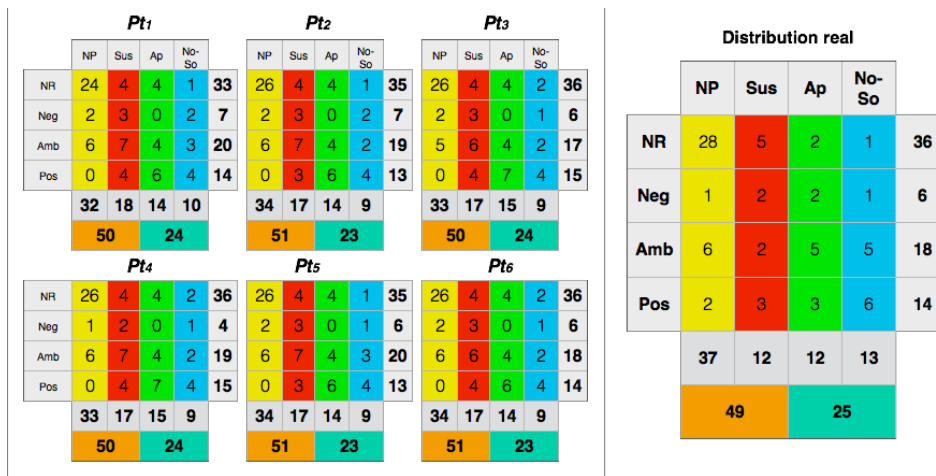 Pt1 Pt2 Pt3
NP Sus Ap No-So NP Sus Ap No-So NP Sus Ap No-So
NR 24 4 4 1 33 26 4 4 1 35 26 4 4 2 36
Neg 2 3 0 2 7 2 3 0 2 7 2 3 0 1 6
Amb 6 7 4 3 20 6 7 4 2 19 5 6 4 2 17
Pos 0 4 6 4 14 0 3 6 4 13 0 4 7 4 15
32 18 14 10 34 17 14 9 33 17 15 9
50 24 51 23 50 24
Pt4 Pt5 Pt6
NR 26 4 4 2 36 26 4 4 1 35 26 4 4 2 36
Neg 1 2 0 1 4 2 3 0 1 6 2 3 0 1 6
Amb 6 7 4 2 19 6 7 4 3 20 6 6 4 2 18
Pos 0 4 7 4 15 0 3 6 4 13 0 4 6 4 14
33 17 15 9 34 17 14 9 34 17 14 9
50 24 51 23 51 23
Distribution real
NP Sus Ap No-So
NR 28 5 2 1 36
Neg 1 2 2 1 6
Amb 6 2 5 5 18
Pos 2 3 3 6 14
37 12 12 13
49 25